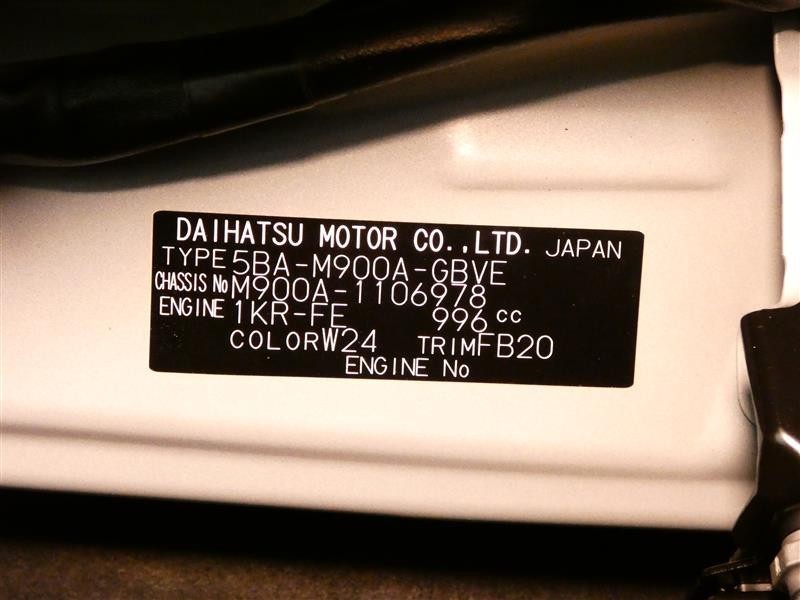 DAIHATSU MOTOR CO.,LTD. JAPAN
TYPE 5BA-M900A-GBVE
CHASSIS No M900A-1106978
ENGINE 1KR-FE 996 cc
COLOR W24 TRIM FB20
ENGINE No